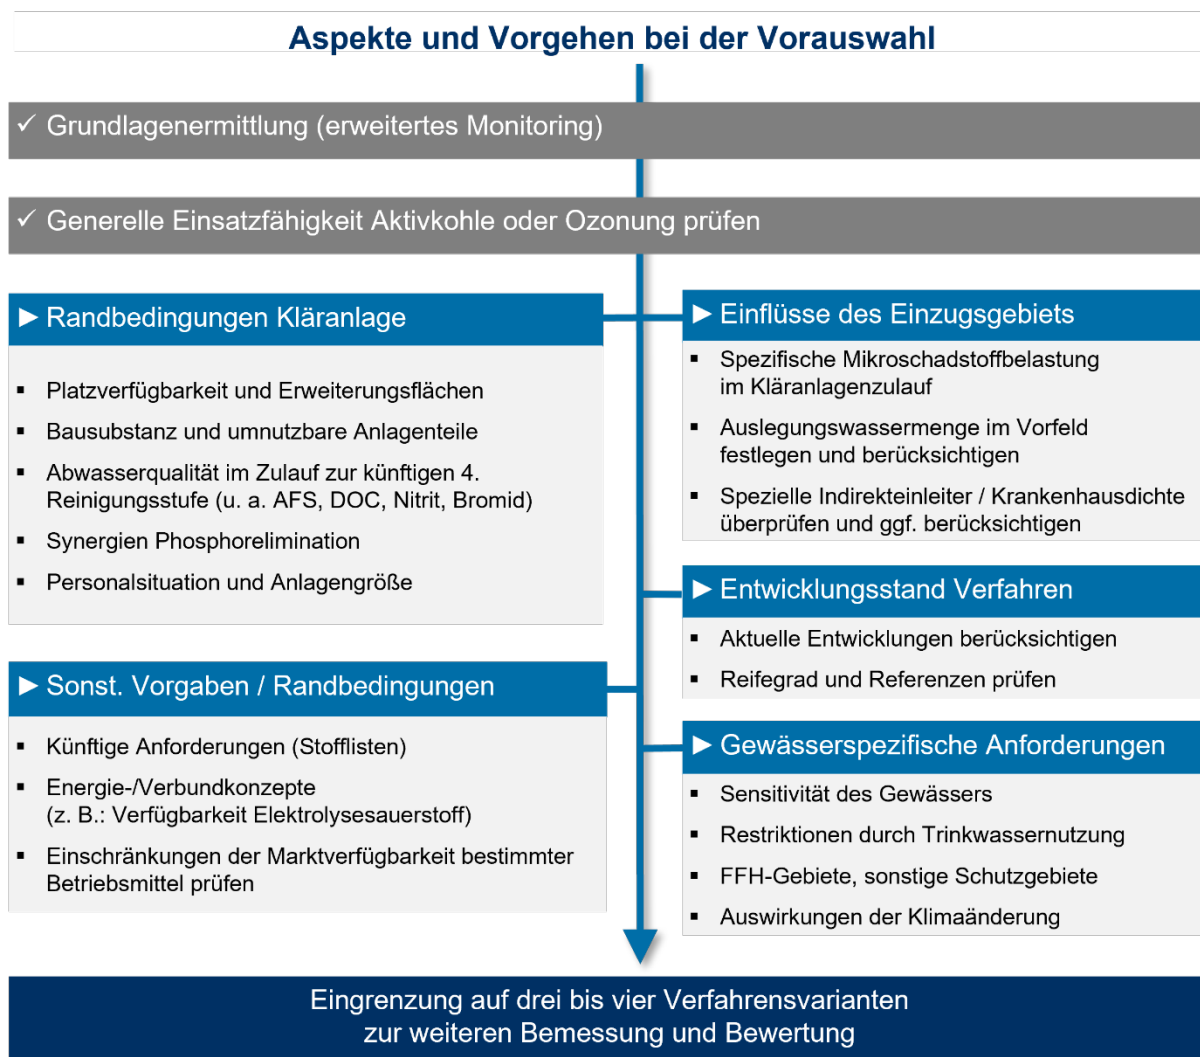 Aspekte und Vorgehen bei der Vorauswahl
✓ Grundlagenermittlung (erweitertes Monitoring)
✓ Generelle Einsatzfähigkeit Aktivkohle oder Ozonung prüfen
► Randbedingungen Kläranlage
▪ Platzverfügbarkeit und Erweiterungsflächen
▪ Bausubstanz und umnutzbare Anlagenteile
▪ Abwasserqualität im Zulauf zur künftigen 4.
Reinigungsstufe (u. a. AFS, DOC, Nitrit, Bromid)
▪ Synergien Phosphorelimination
▪ Personalsituation und Anlagengröße
► Sonst. Vorgaben / Randbedingungen
▪ Künftige Anforderungen (Stofflisten)
▪ Energie-/Verbundkonzepte
(z. B.: Verfügbarkeit Elektrolysesauerstoff)
▪ Einschränkungen der Marktverfügbarkeit bestimmter
Betriebsmittel prüfen
► Einflüsse des Einzugsgebiets
▪ Spezifische Mikroschadstoffbelastung
im Kläranlagenzulauf
▪ Auslegungswassermenge im Vorfeld
festlegen und berücksichtigen
▪ Spezielle Indirekteinleiter / Krankenhausdichte
überprüfen und ggf. berücksichtigen
► Entwicklungsstand Verfahren
▪ Aktuelle Entwicklungen berücksichtigen
▪ Reifegrad und Referenzen prüfen
► Gewässerspezifische Anforderungen
▪ Sensitivität des Gewässers
▪ Restriktionen durch Trinkwassernutzung
▪ FFH-Gebiete, sonstige Schutzgebiete
▪ Auswirkungen der Klimaänderung
Eingrenzung auf drei bis vier Verfahrensvarianten
zur weiteren Bemessung und Bewertung